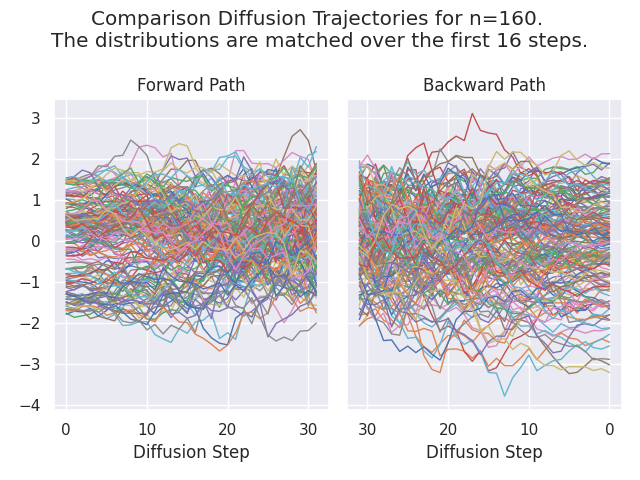 Comparison Diffusion Trajectories for n=160.
The distributions are matched over the first 16 steps.
Forward Path
Backward Path
3
2
1
0
−1
−2
−3
−4
0 10 20 30
30 20 10 0
Diffusion Step
Diffusion Step